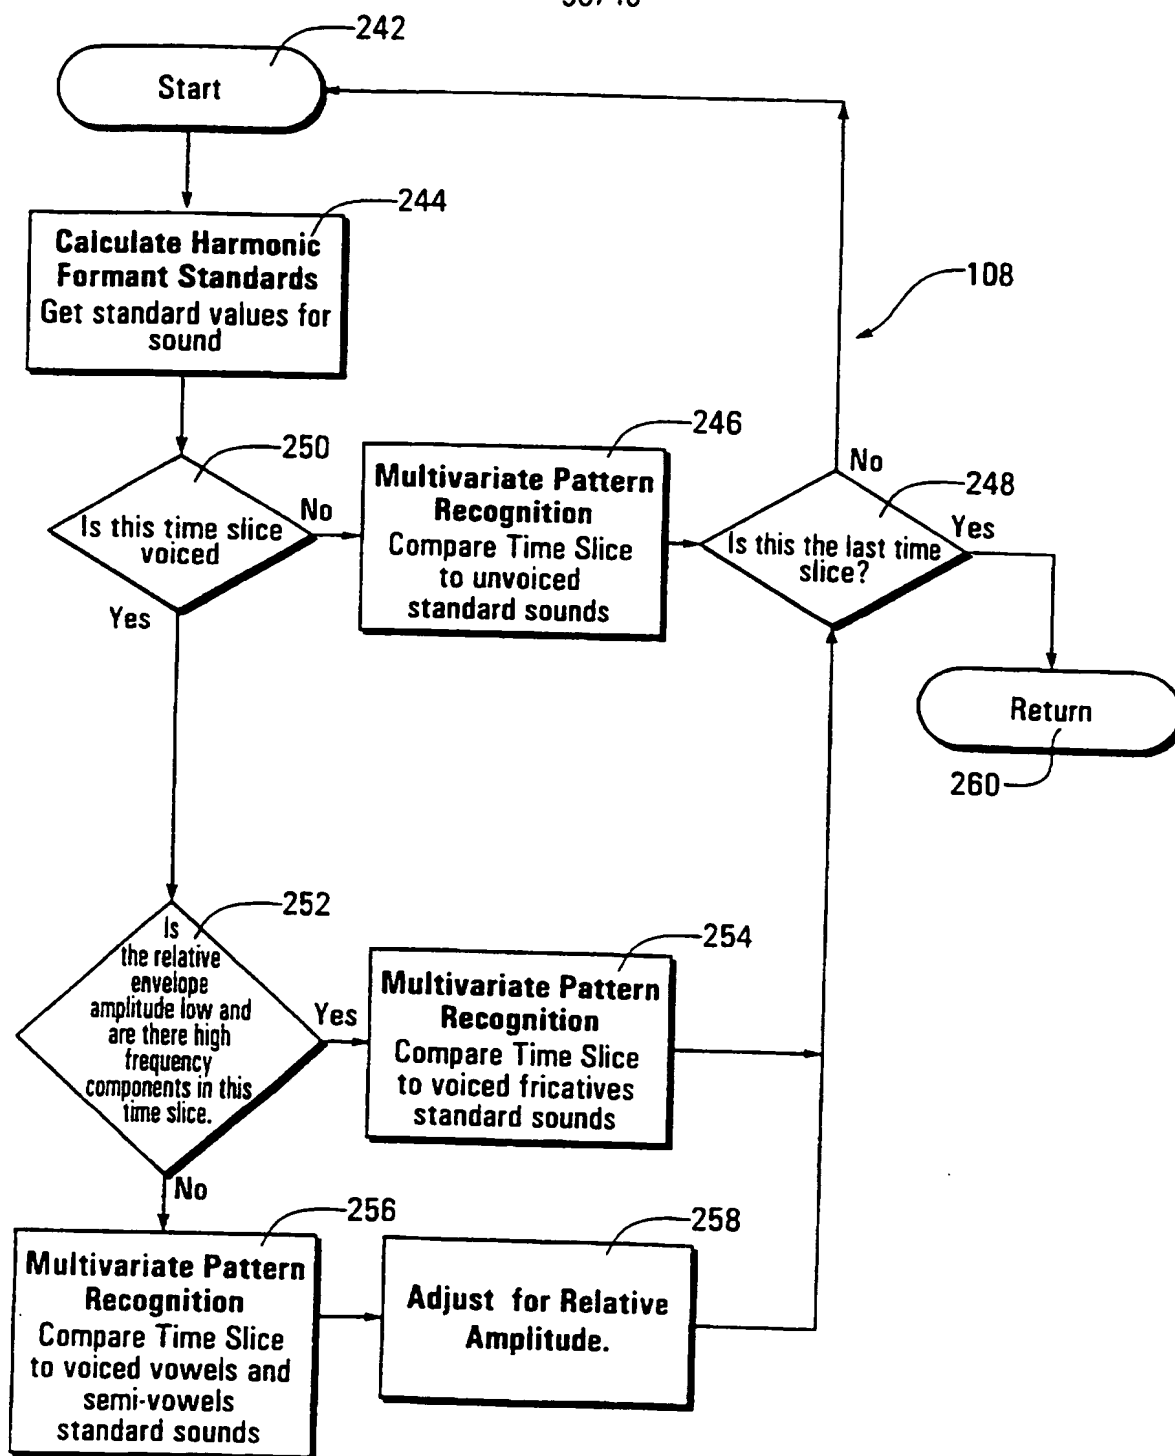 242
Start
244
Calculate Harmonic
Formant Standards
Get standard values for
sound
108
250
Is this time slice
voiced
No
Yes
246
Multivariate Pattern
Recognition
Compare Time Slice
to unvoiced
standard sounds
No
248
Is this the last time
slice?
Yes
Return
260
252
Is
the relative
envelope
amplitude low and
are there high
frequency
components in this
time slice.
Yes
No
254
Multivariate Pattern
Recognition
Compare Time Slice
to voiced fricatives
standard sounds
256
Multivariate Pattern
Recognition
Compare Time Slice
to voiced vowels and
semi-vowels
standard sounds
258
Adjust for Relative
Amplitude.